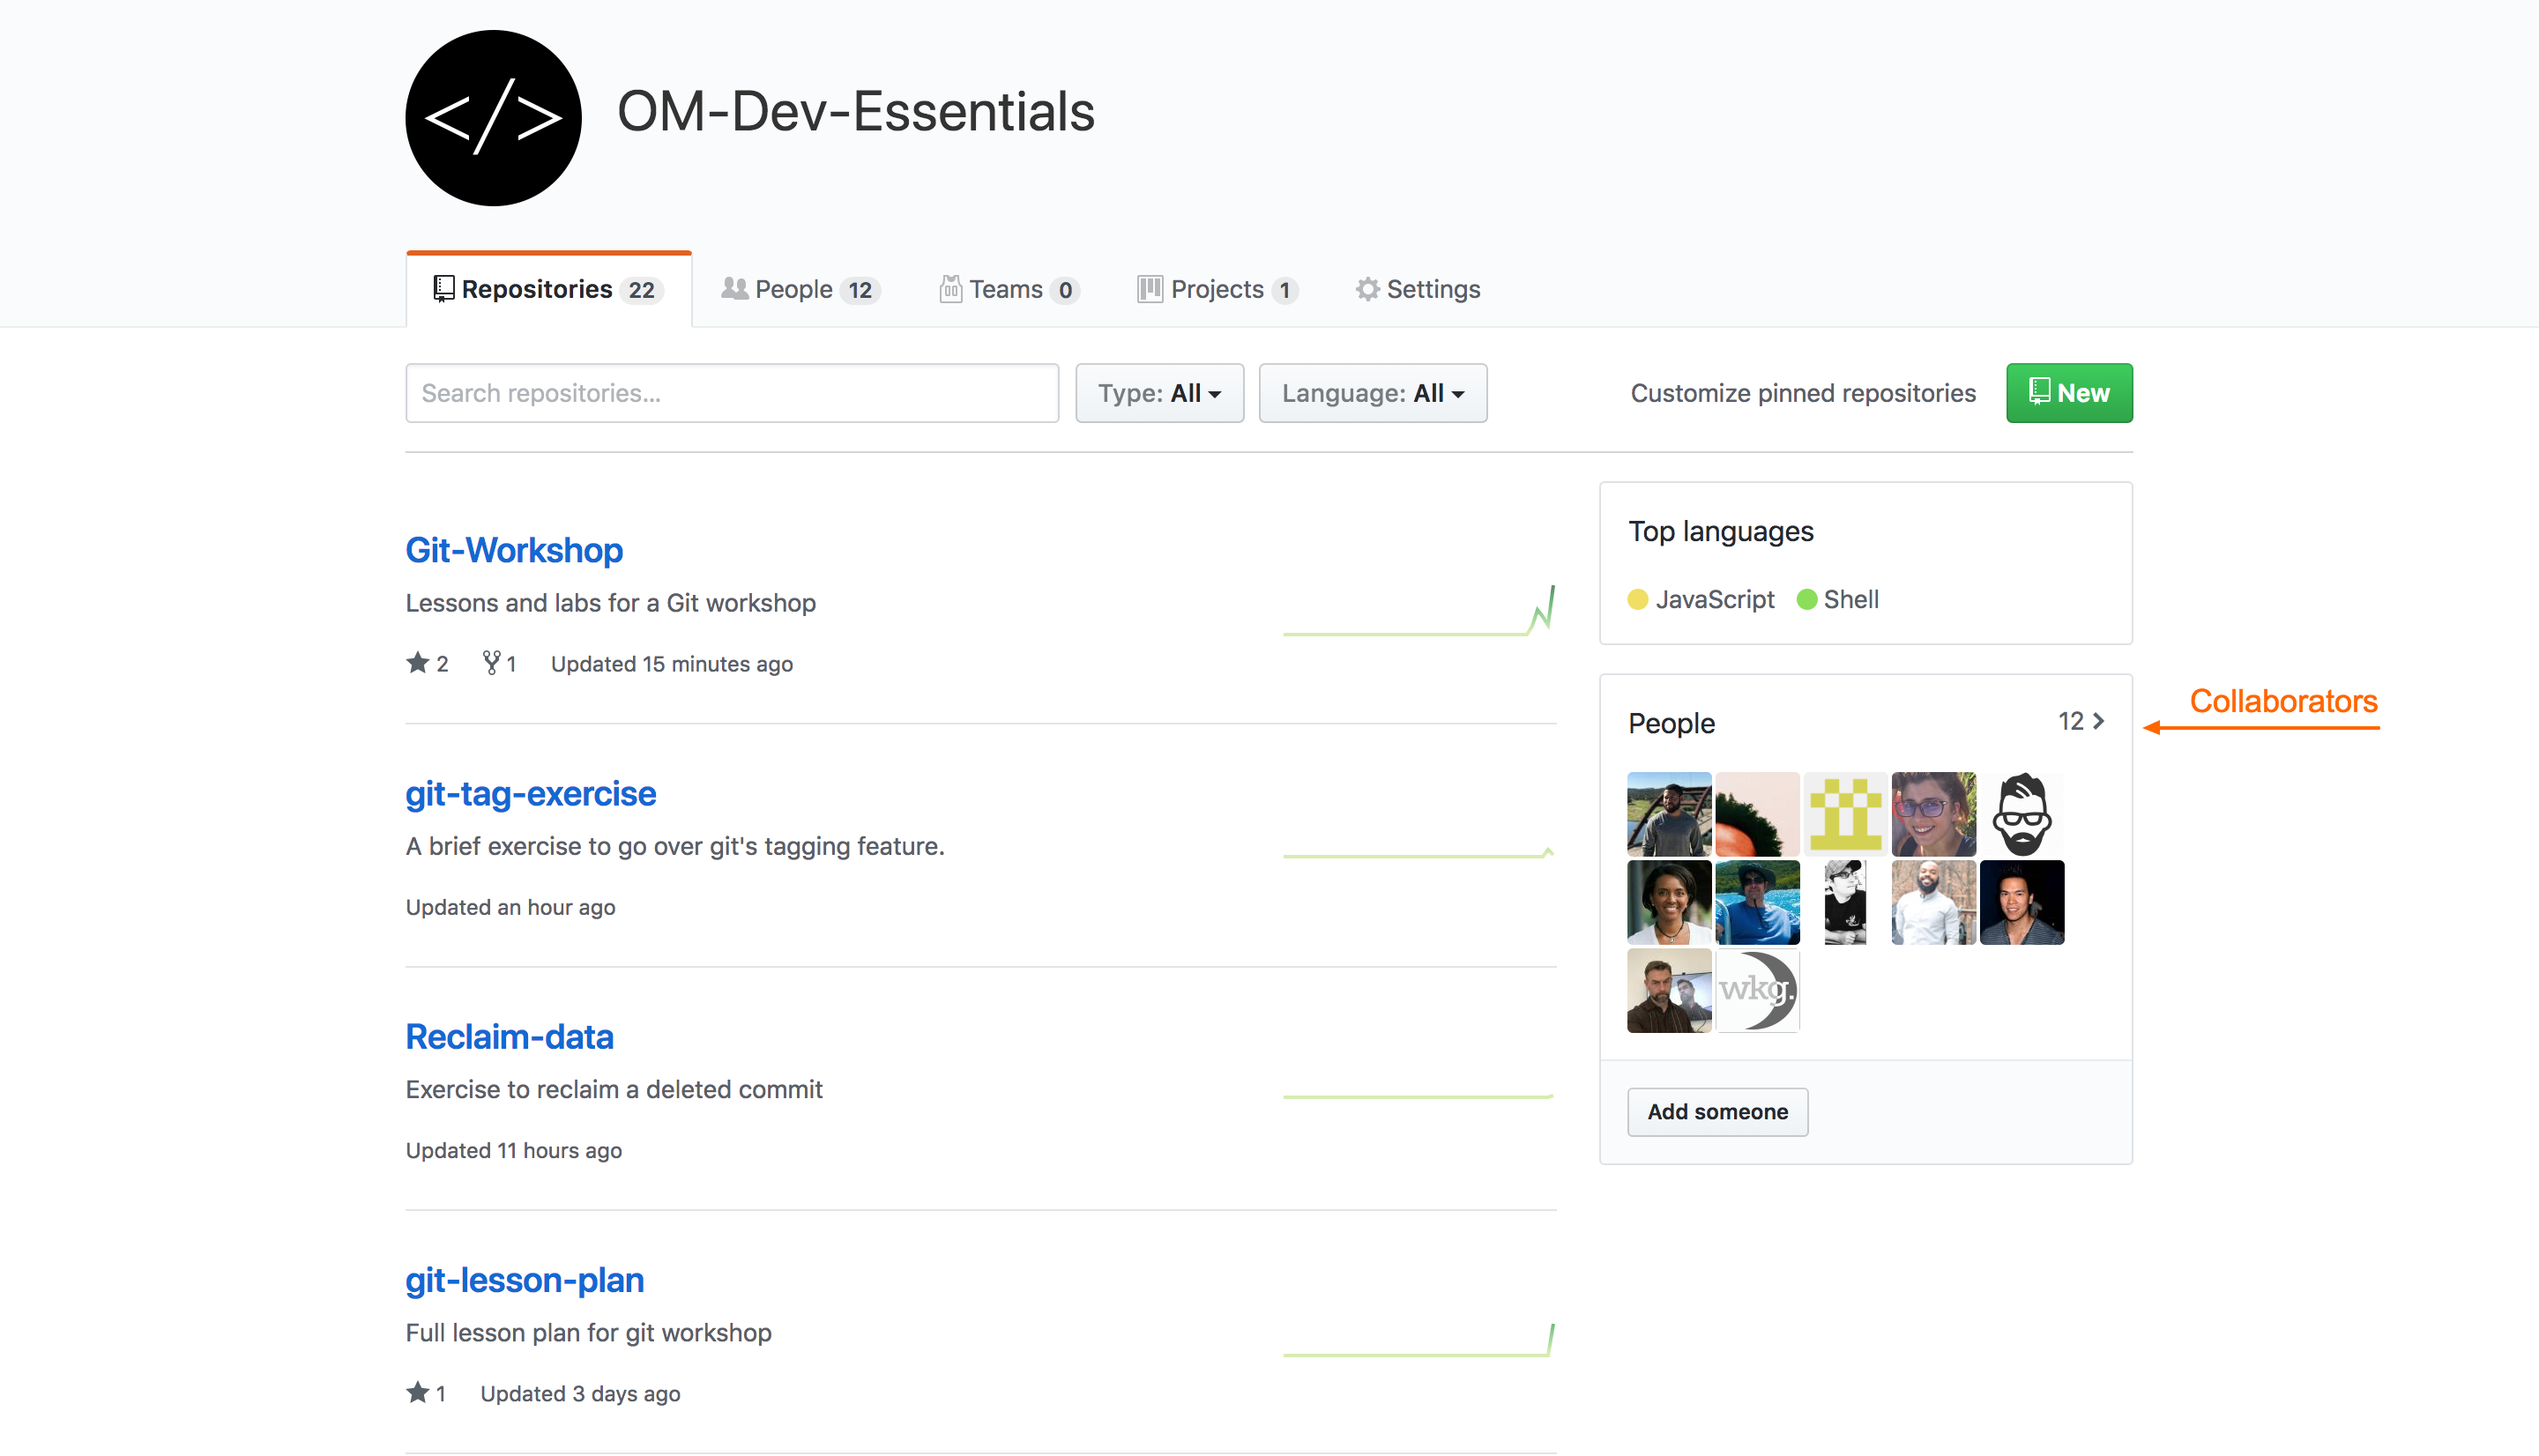 </>
OM-Dev-Essentials
Repositories 22 People 12 Teams 0 Projects 1 Settings
Search repositories... Type: All Language: All Customize pinned repositories New
Git-Workshop
Lessons and labs for a Git workshop
2 1 Updated 15 minutes ago
git-tag-exercise
A brief exercise to go over git's tagging feature.
Updated an hour ago
Reclaim-data
Exercise to reclaim a deleted commit
Updated 11 hours ago
git-lesson-plan
Full lesson plan for git workshop
1 Updated 3 days ago
Top languages
JavaScript Shell
People 12
Collaborators
wkg.
Add someone